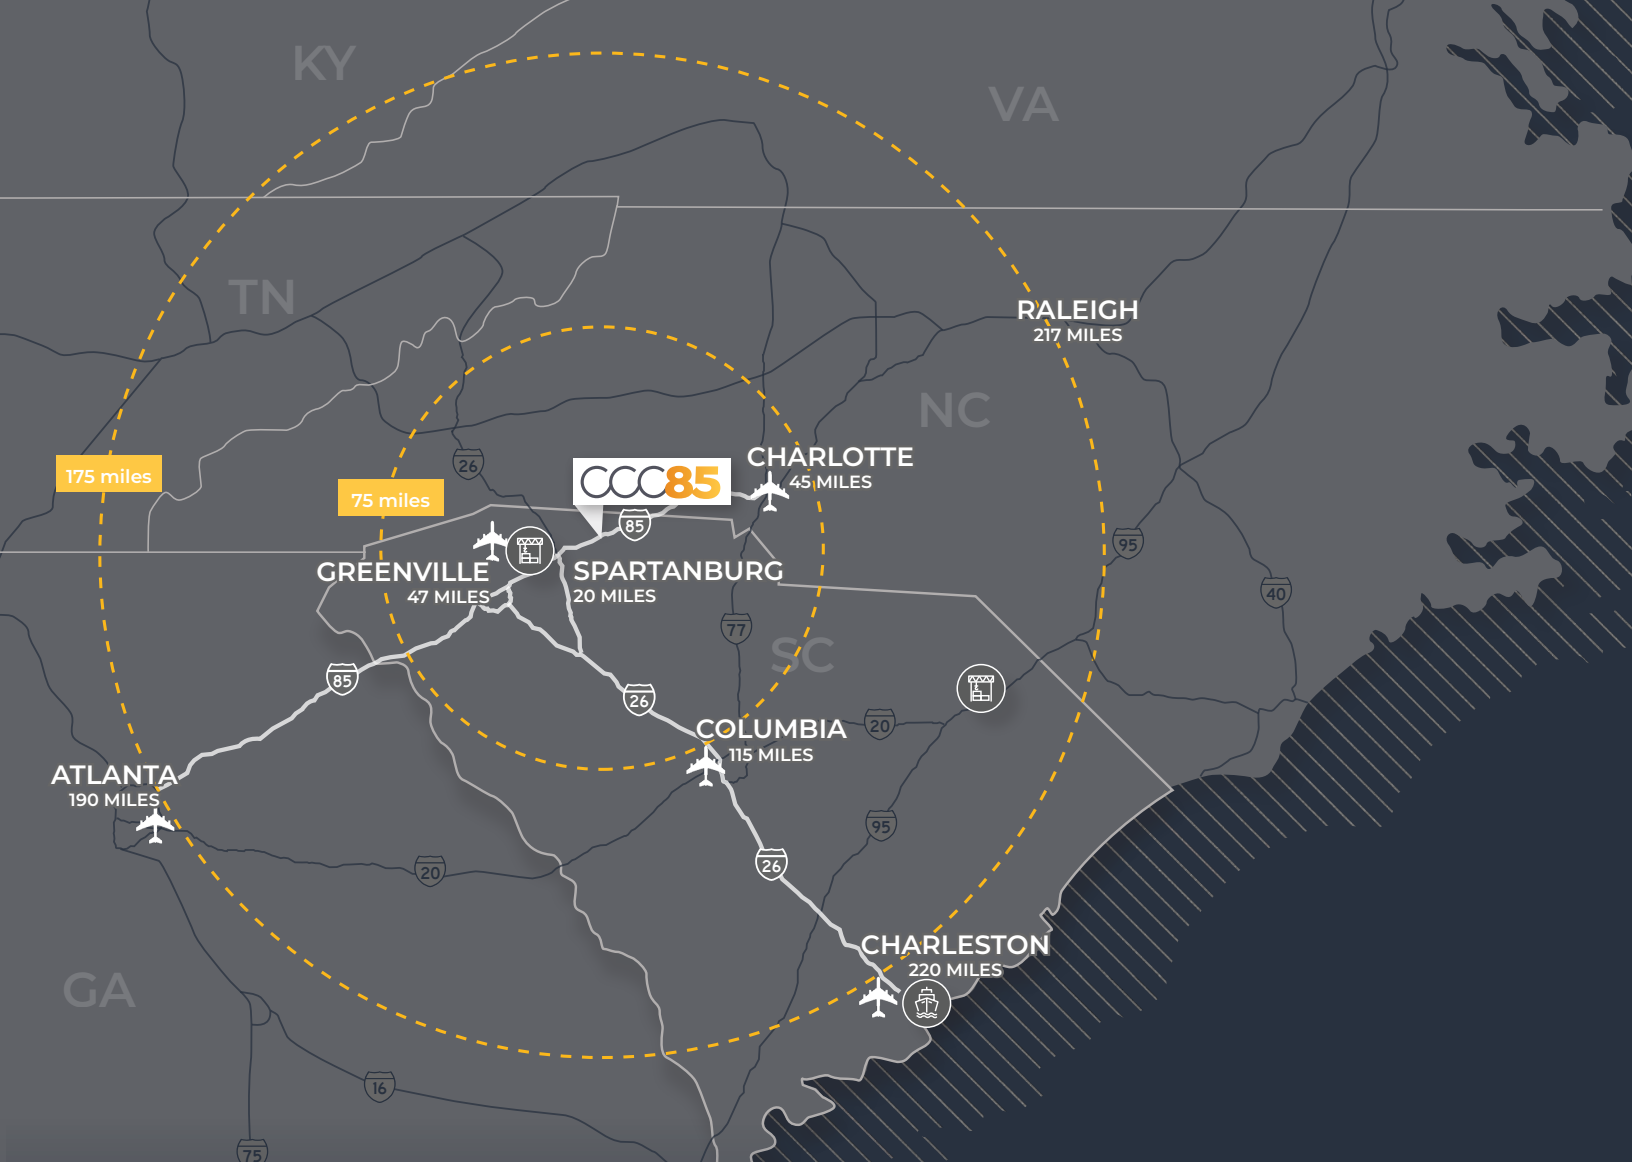 KY
VA
TN
RALEIGH
217 MILES
NC
CHARLOTTE
45 MILES
175 miles
26
75 miles
CCC85
85
95
GREENVILLE
47 MILES
SPARTANBURG
20 MILES
40
77
SC
85
26
20
COLUMBIA
115 MILES
ATLANTA
190 MILES
95
26
20
CHARLESTON
220 MILES
GA
16
75